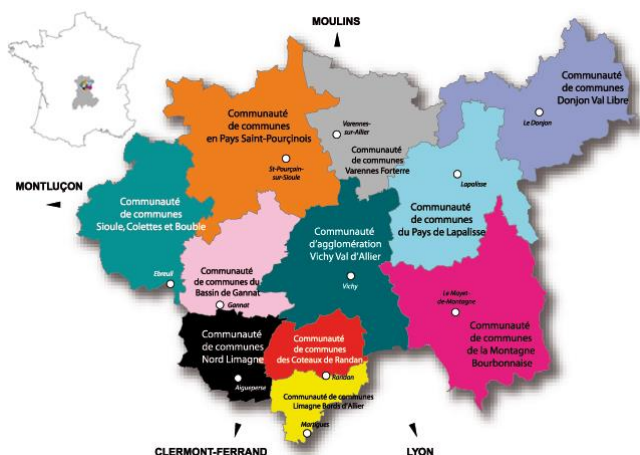 MOULINS
Communauté
de communes
Donjon Val Libre
Le Donjon
Communauté
de communes
en Pays Saint-Pourçinois
St-Pourçain-
sur-Sioule
Varennes-
sur-Allier
Communauté
de communes
Varennes Forterre
Lapalisse
Communauté
de communes
du Pays de Lapalisse
MONTLUÇON
Communauté
de communes
Sioule, Colettes et Bouble
Ebreuil
Communauté
d'agglomération
Vichy Val d'Allier
Vichy
Communauté
de communes du
Bassin de Gannat
Gannat
Le Mayet-
de-Montagne
Communauté
de communes
de la Montagne
Bourbonnaise
Communauté
de communes
Nord Limagne
Aigueperse
Communauté
de communes
des Coteaux de Randan
Randan
Communauté de communes
Limagne Bords d'Allier
Maringues
CLERMONT-FERRAND
LYON